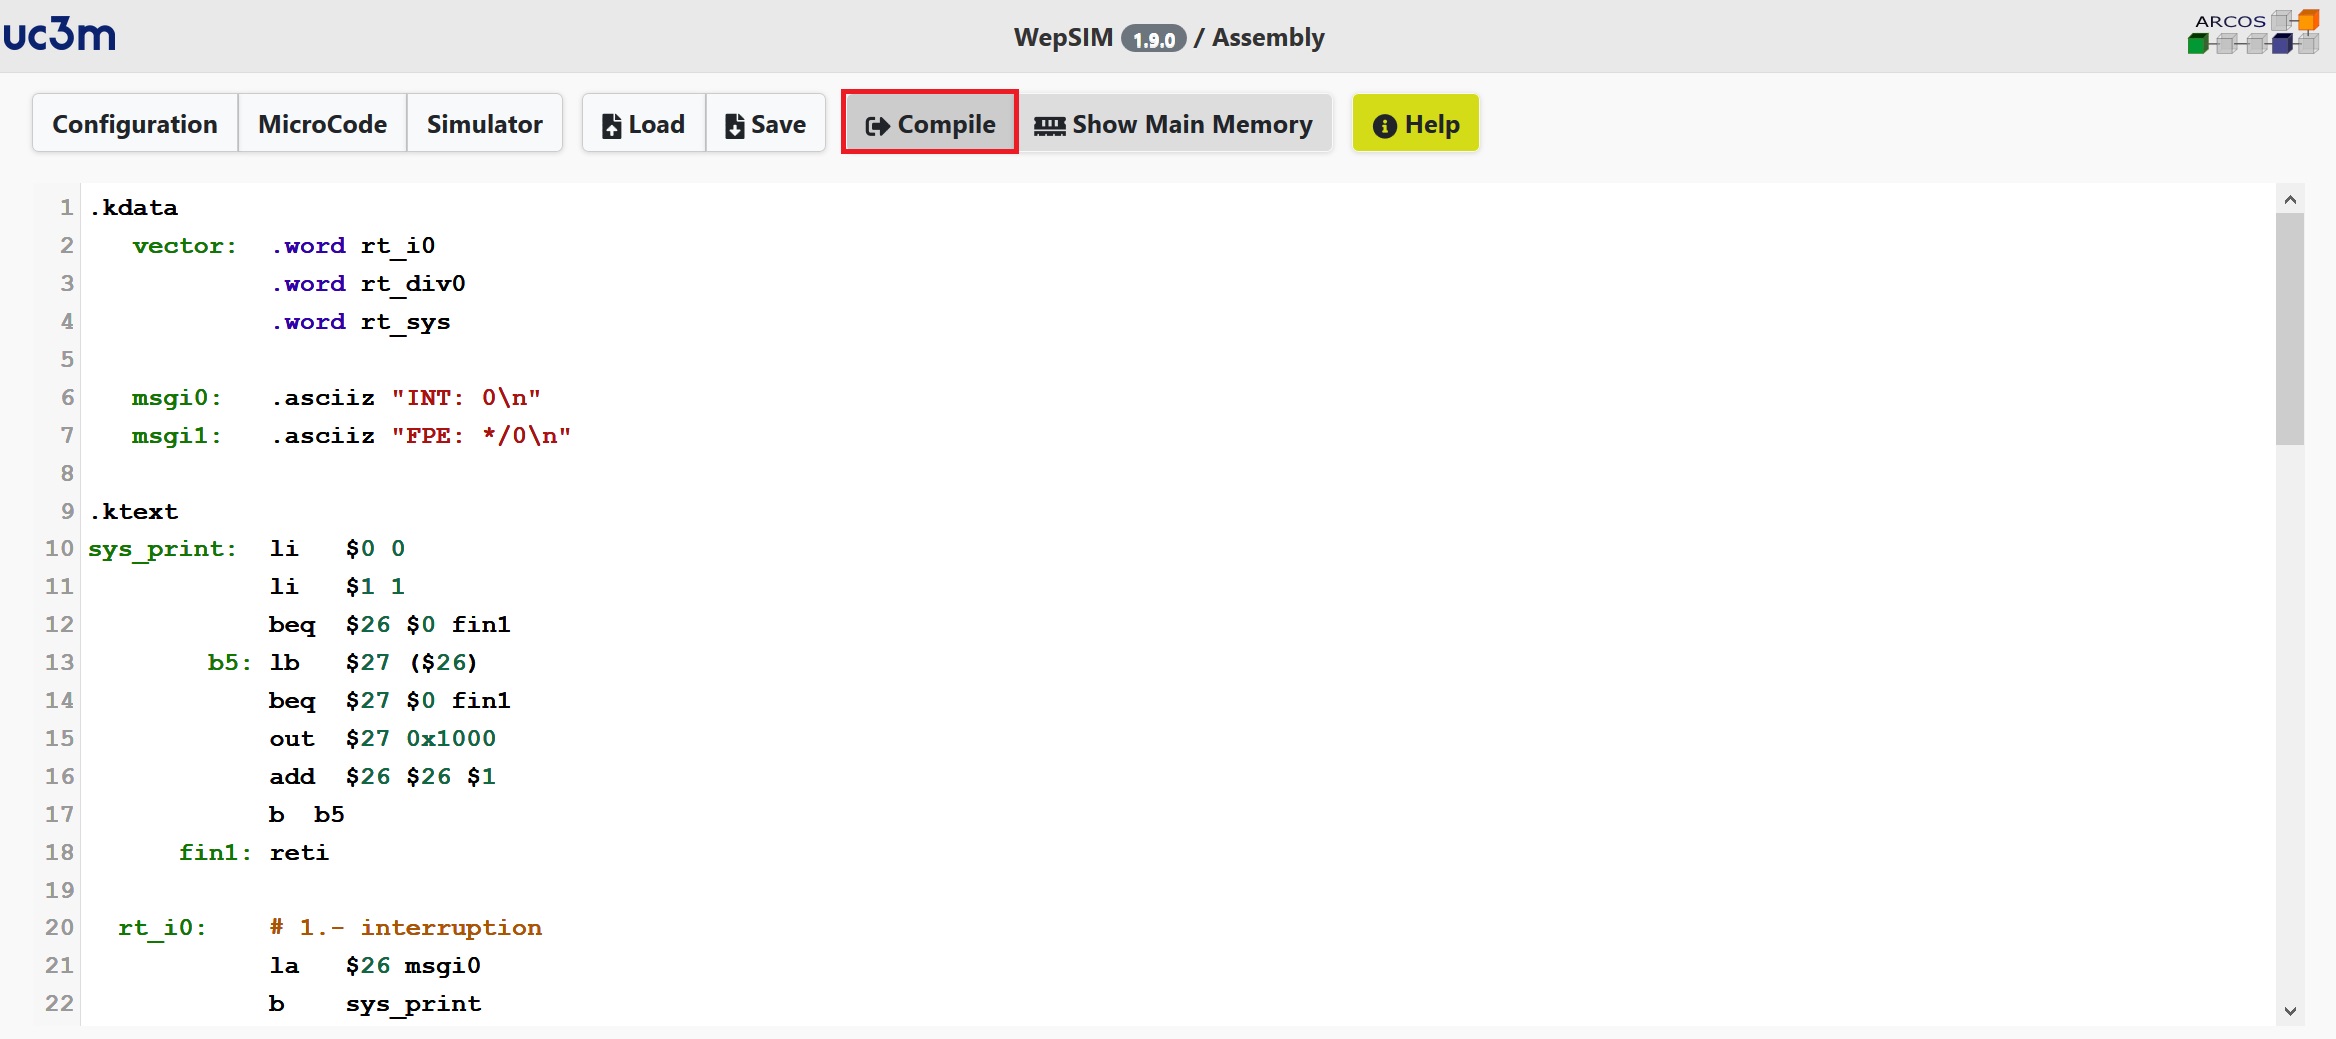 uc3m
WepSIM 1.9.0 / Assembly
ARCOS
Configuration MicroCode Simulator Load Save Compile Show Main Memory Help
1 .kdata
2 vector: .word rt_i0
3 .word rt_div0
4 .word rt_sys
5
6 msgi0: .asciiz "INT: 0\n"
7 msgi1: .asciiz "FPE: */0\n"
8
9 .ktext
10 sys_print: li $0 0
11 li $1 1
12 beq $26 $0 fin1
13 b5: lb $27 ($26)
14 beq $27 $0 fin1
15 out $27 0x1000
16 add $26 $26 $1
17 b b5
18 fin1: reti
19
20 rt_i0: # 1.- interruption
21 la $26 msgi0
22 b sys_print